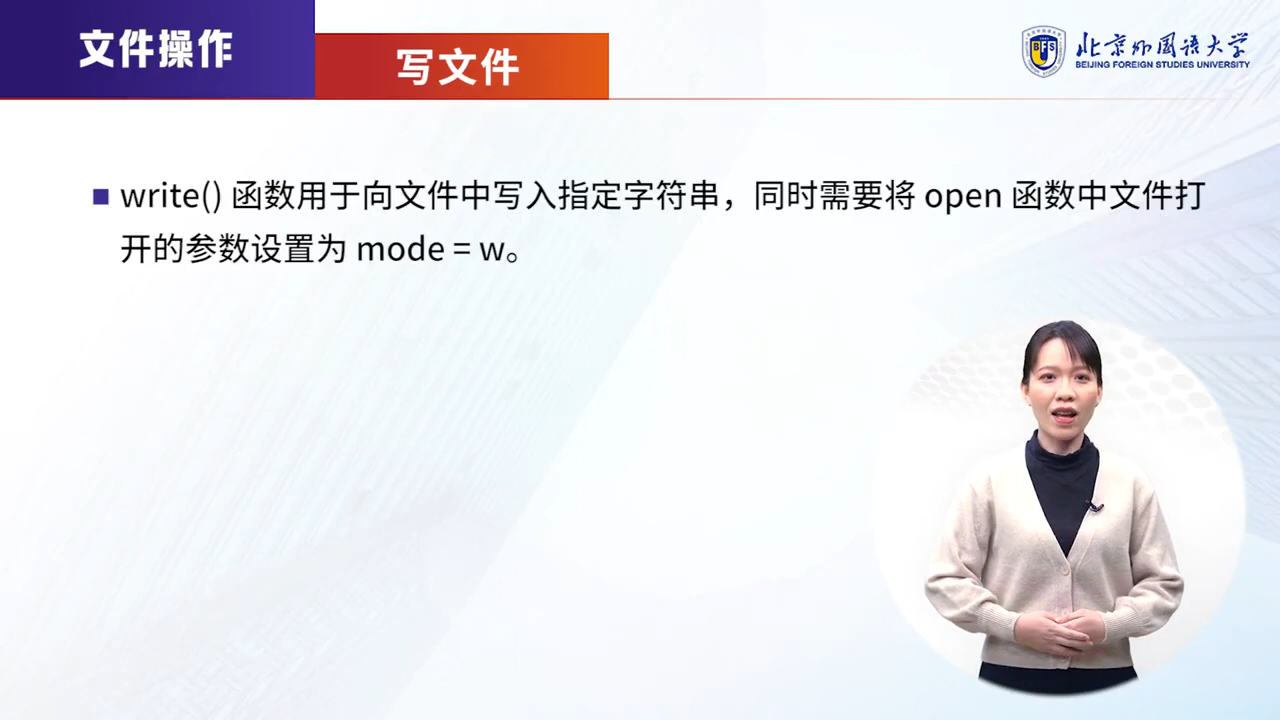 文件操作
写文件
BFS
北京外国语大学
BEIJING FOREIGN STUDIES UNIVERSITY
write() 函数用于向文件中写入指定字符串，同时需要将 open 函数中文件打
开的参数设置为 mode = w。